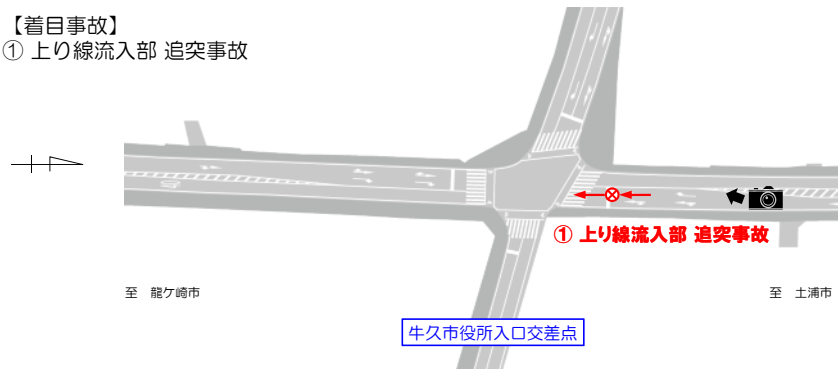 【着目事故】
① 上り線流入部 追突事故
① 上り線流入部 追突事故
至 龍ケ崎市
至 土浦市
牛久市役所入口交差点